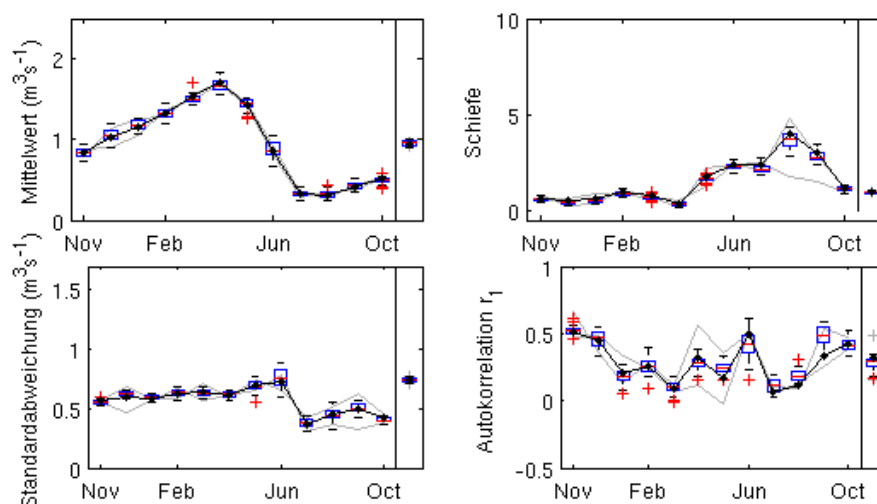 Mittelwert (m³s⁻¹)
2
1
0
Nov Feb Jun Oct
Schiefe
10
5
0
Nov Feb Jun Oct
Standardabweichung (m³s⁻¹)
1.5
1
0.5
0
Nov Feb Jun Oct
Autokorrelation r₁
1
0.5
0
-0.5
Nov Feb Jun Oct